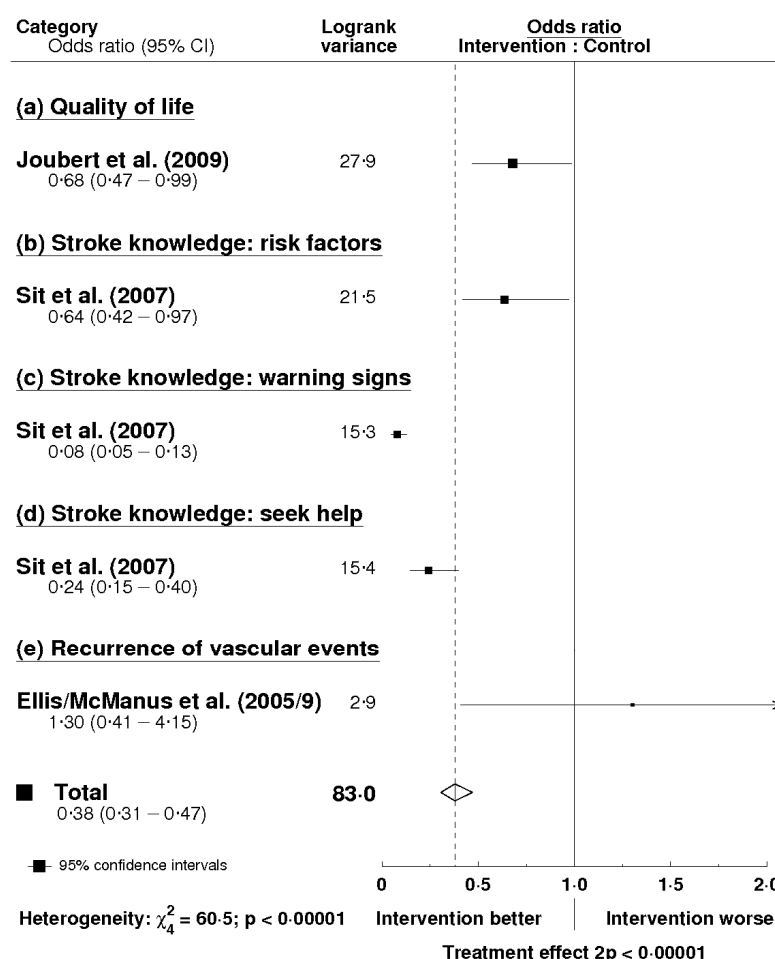 Category Logrank Odds ratio
Odds ratio (95% CI) variance Intervention : Control
(a) Quality of life
Joubert et al. (2009) 27·9
0·68 (0·47 – 0·99)
(b) Stroke knowledge: risk factors
Sit et al. (2007) 21·5
0·64 (0·42 – 0·97)
(c) Stroke knowledge: warning signs
Sit et al. (2007) 15·3
0·08 (0·05 – 0·13)
(d) Stroke knowledge: seek help
Sit et al. (2007) 15·4
0·24 (0·15 – 0·40)
(e) Recurrence of vascular events
Ellis/McManus et al. (2005/9) 2·9
1·30 (0·41 – 4·15)
Total 83·0
0·38 (0·31 – 0·47)
95% confidence intervals
0 0·5 1·0 1·5 2·0
Heterogeneity: χ²₄ = 60·5; p < 0·00001 Intervention better Intervention worse
Treatment effect 2p < 0·00001